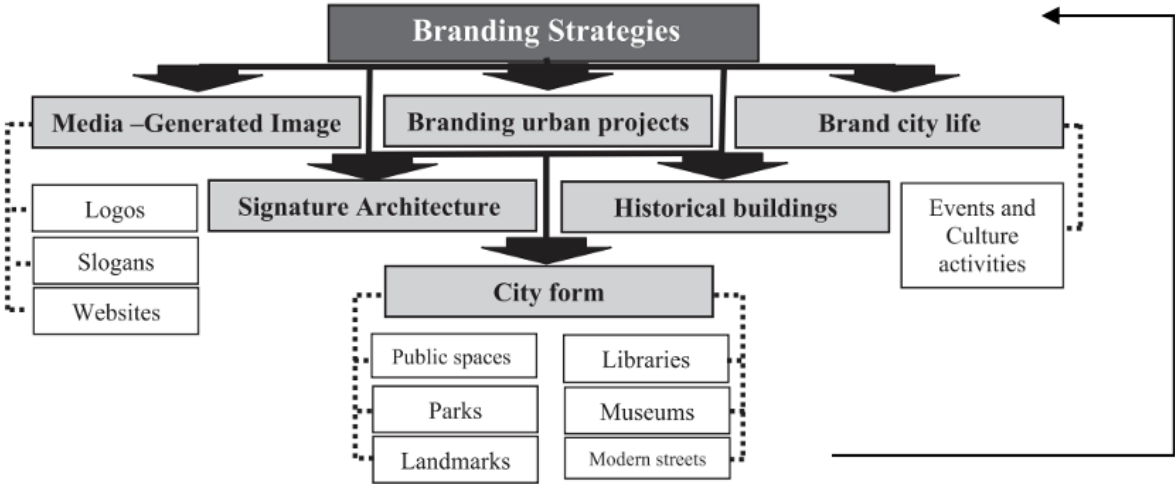 Branding Strategies
Media –Generated Image
Branding urban projects
Brand city life
Signature Architecture
Historical buildings
Logos
Slogans
Websites
Events and
Culture
activities
City form
Public spaces
Libraries
Parks
Museums
Landmarks
Modern streets